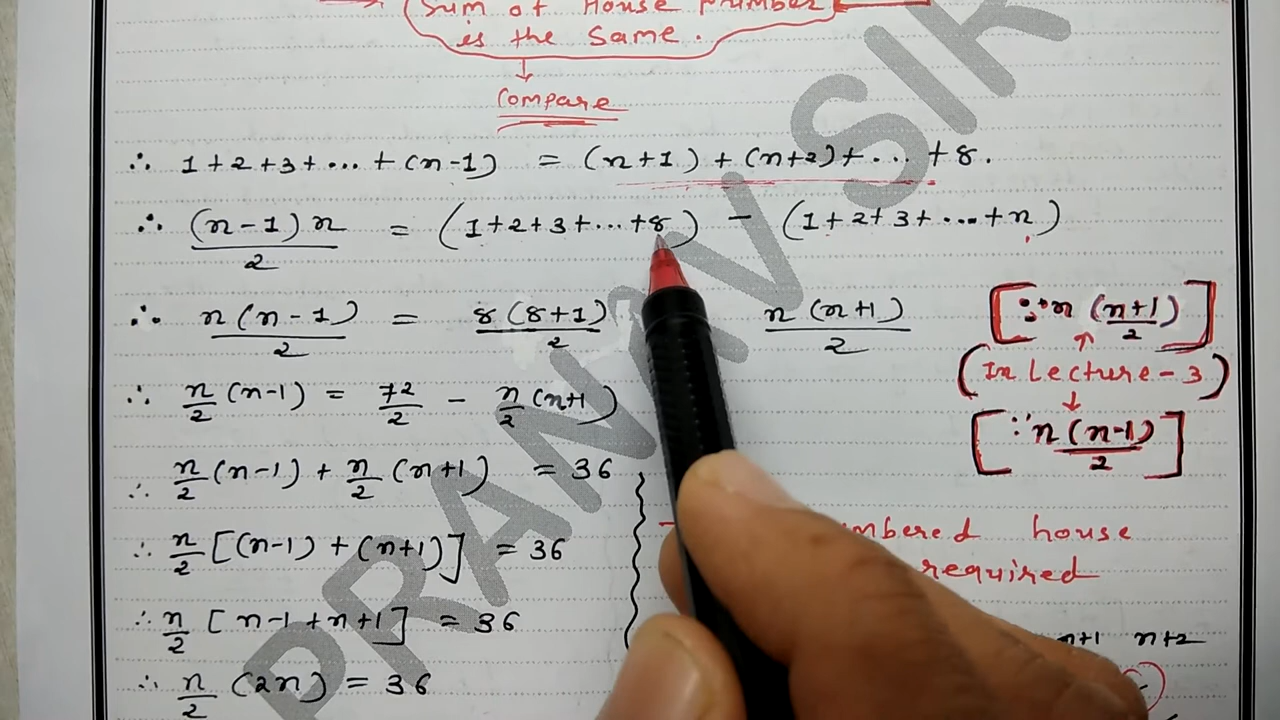 Sum of House Number
is the Same.
Compare
∴ 1+2+3+...+(n-1) = (n+1)+(n+2)+...+8.
∴ (n-1)n/2 = (1+2+3+...+8) - (1+2+3+...+n)
∴ n(n-1)/2 = 8(8+1)/2 n(n+1)/2
[∵ n(n+1)/2]
(In Lecture-3)
[∵ n(n-1)/2]
∴ n/2 (n-1) = 72/2 - n/2 (n+1)
∴ n/2 (n-1) + n/2 (n+1) = 36
∴ n/2 [(n-1)+(n+1)] = 36
∴ n/2 [n-1+n+1] = 36
∴ n/2 (2n) = 36
house
required
n+1 n+2
PRANAV SIR